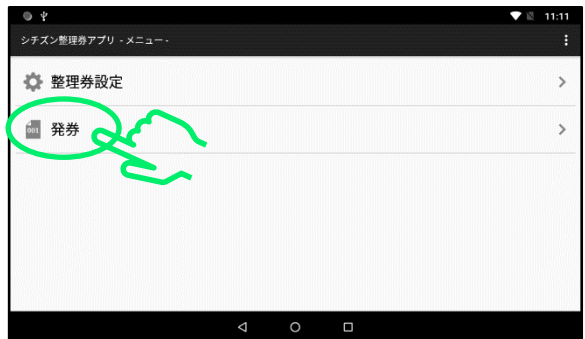 11:11
シチズン整理券アプリ - メニュー -
整理券設定
001
発券